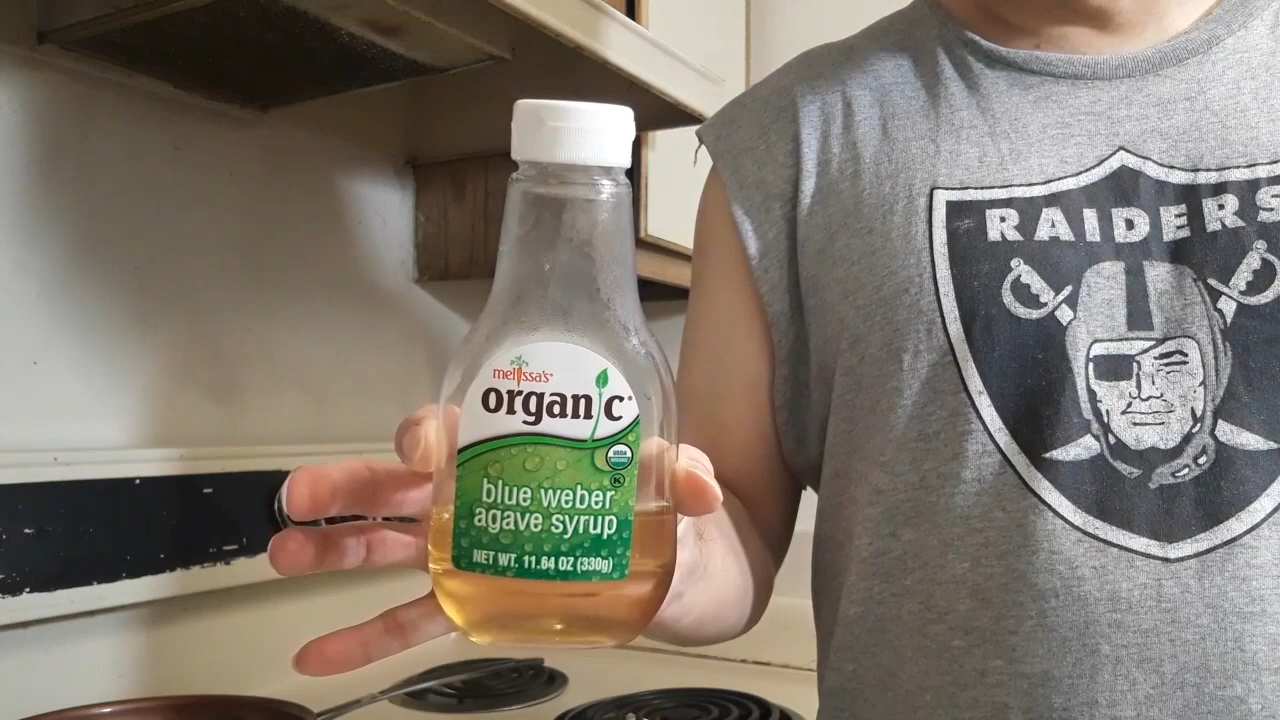 melissa's
organic
USDA
ORGANIC
K
blue weber
agave syrup
NET WT. 11.64 OZ (330g)
RAIDERS